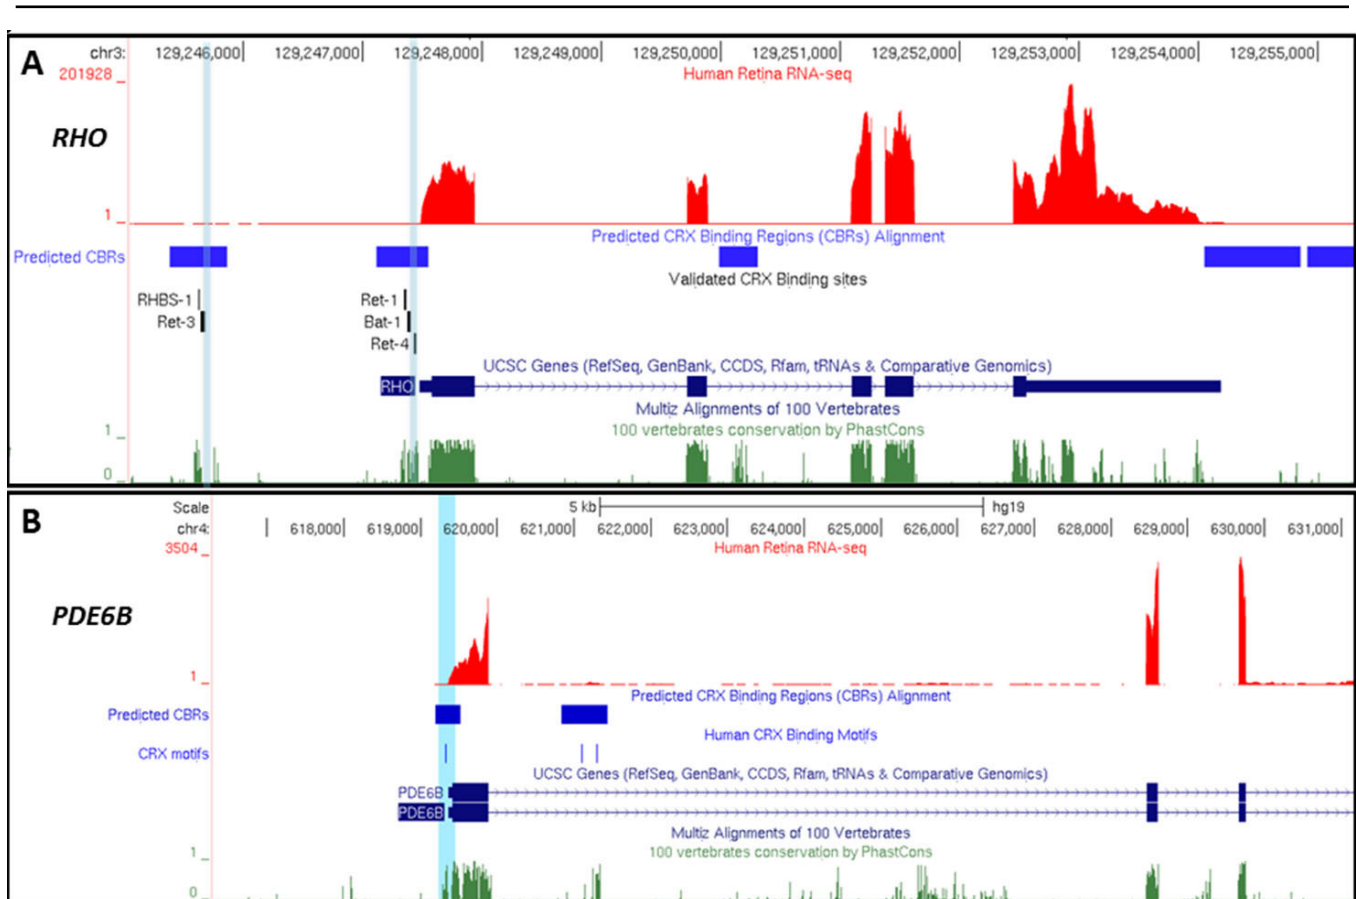 A
chr3: 129,246,000| 129,247,000| 129,248,000| 129,249,000| 129,250,000| 129,251,000| 129,252,000| 129,253,000| 129,254,000| 129,255,000|
Human Retina RNA-seq
201928
RHO
1
Predicted CRX Binding Regions (CBRs) Alignment
Predicted CBRs
Validated CRX Binding sites
RHBS-1 Ret-1
Ret-3 Bat-1
Ret-4
UCSC Genes (RefSeq, GenBank, CCDS, Rfam, tRNAs & Comparative Genomics)
RHO
Multiz Alignments of 100 Vertebrates
100 vertebrates conservation by PhastCons
1
0
B
Scale 5 kb hg19
chr4: | 618,000| 619,000| 620,000| 621,000| 622,000| 623,000| 624,000| 625,000| 626,000| 627,000| 628,000| 629,000| 630,000| 631,000|
Human Retina RNA-seq
3504
PDE6B
1
Predicted CRX Binding Regions (CBRs) Alignment
Predicted CBRs
Human CRX Binding Motifs
CRX motifs
UCSC Genes (RefSeq, GenBank, CCDS, Rfam, tRNAs & Comparative Genomics)
PDE6B
PDE6B
Multiz Alignments of 100 Vertebrates
100 vertebrates conservation by PhastCons
1
0